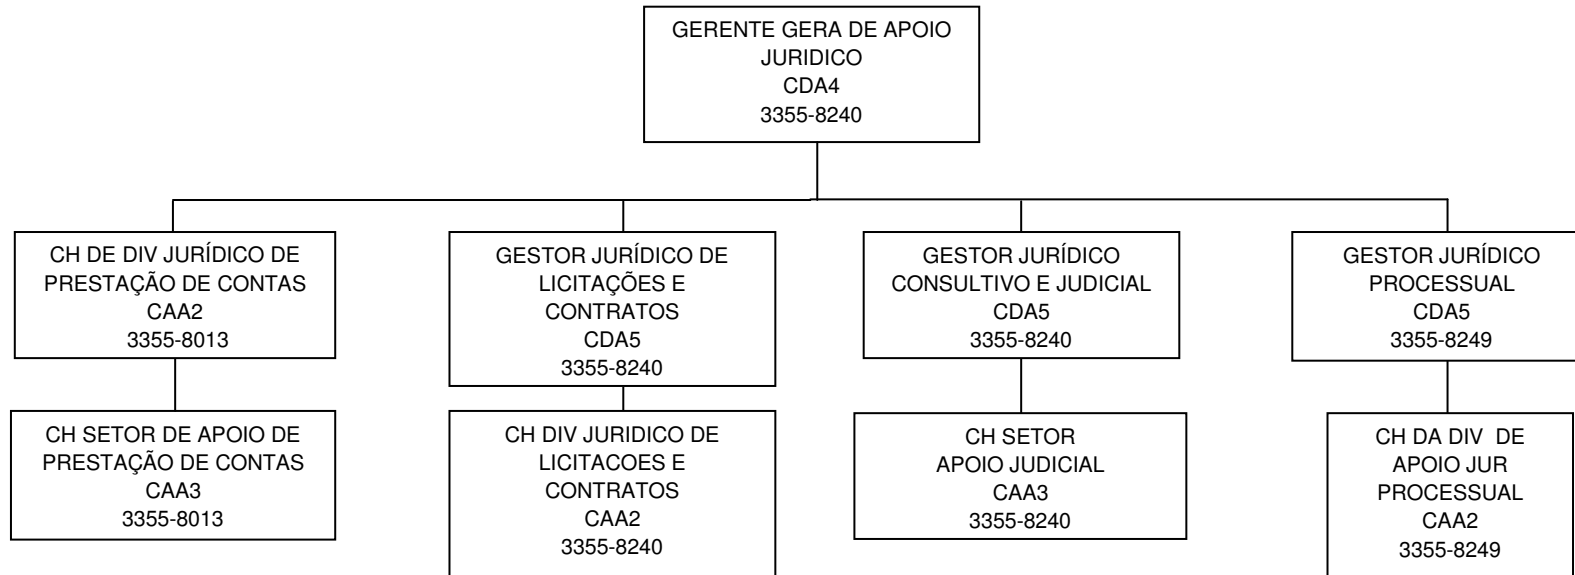 GERENTE GERA DE APOIO
JURIDICO
CDA4
3355-8240
CH DE DIV JURÍDICO DE
PRESTAÇÃO DE CONTAS
CAA2
3355-8013
GESTOR JURÍDICO DE
LICITAÇÕES E
CONTRATOS
CDA5
3355-8240
GESTOR JURÍDICO
CONSULTIVO E JUDICIAL
CDA5
3355-8240
GESTOR JURÍDICO
PROCESSUAL
CDA5
3355-8249
CH SETOR DE APOIO DE
PRESTAÇÃO DE CONTAS
CAA3
3355-8013
CH DIV JURIDICO DE
LICITACOES E
CONTRATOS
CAA2
3355-8240
CH SETOR
APOIO JUDICIAL
CAA3
3355-8240
CH DA DIV  DE
APOIO JUR
PROCESSUAL
CAA2
3355-8249